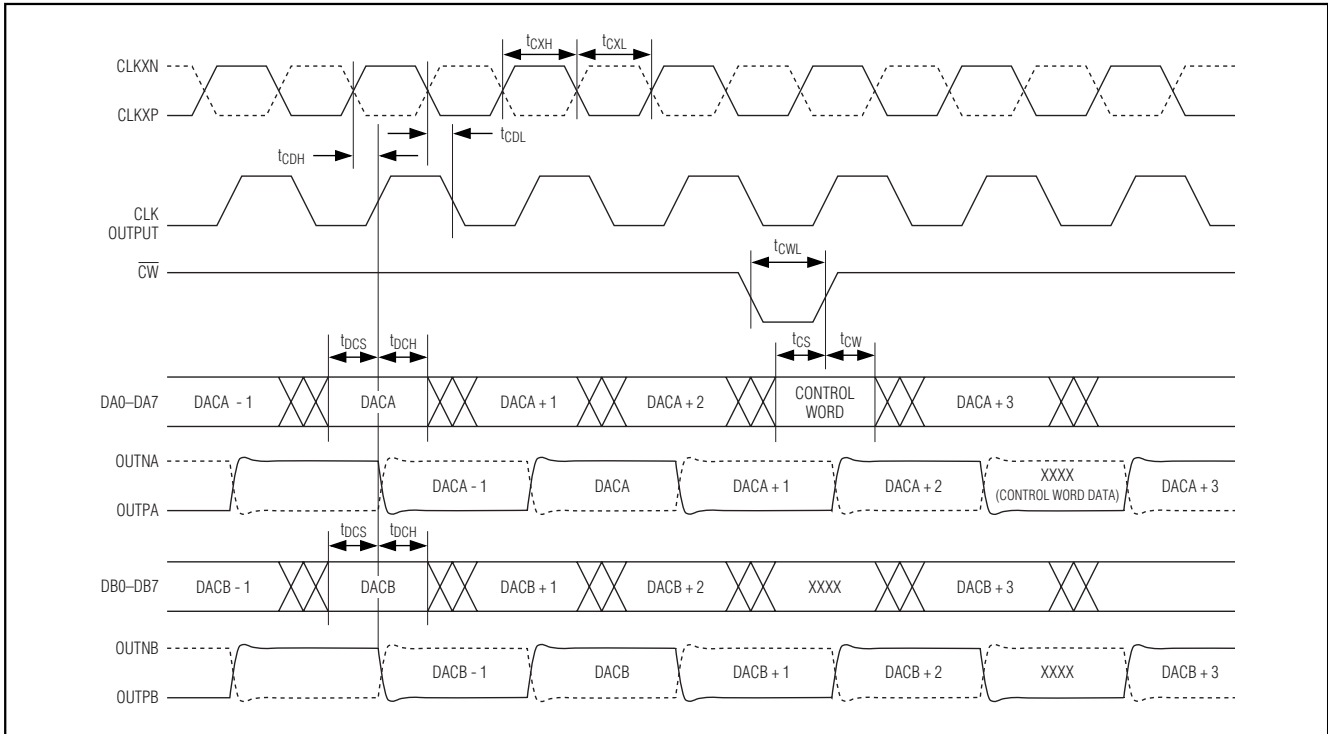 tCXH tCXL
CLKXN
CLKXP
tCDL
tCDH
CLK
OUTPUT
tCWL
CW
tDCS tDCH tCS tCW
DA0–DA7 DACA - 1 DACA DACA + 1 DACA + 2 CONTROL WORD DACA + 3
OUTNA
DACA - 1 DACA DACA + 1 DACA + 2 XXXX (CONTROL WORD DATA) DACA + 3
OUTPA
tDCS tDCH
DB0–DB7 DACB - 1 DACB DACB + 1 DACB + 2 XXXX DACB + 3
OUTNB
DACB - 1 DACB DACB + 1 DACB + 2 XXXX DACB + 3
OUTPB